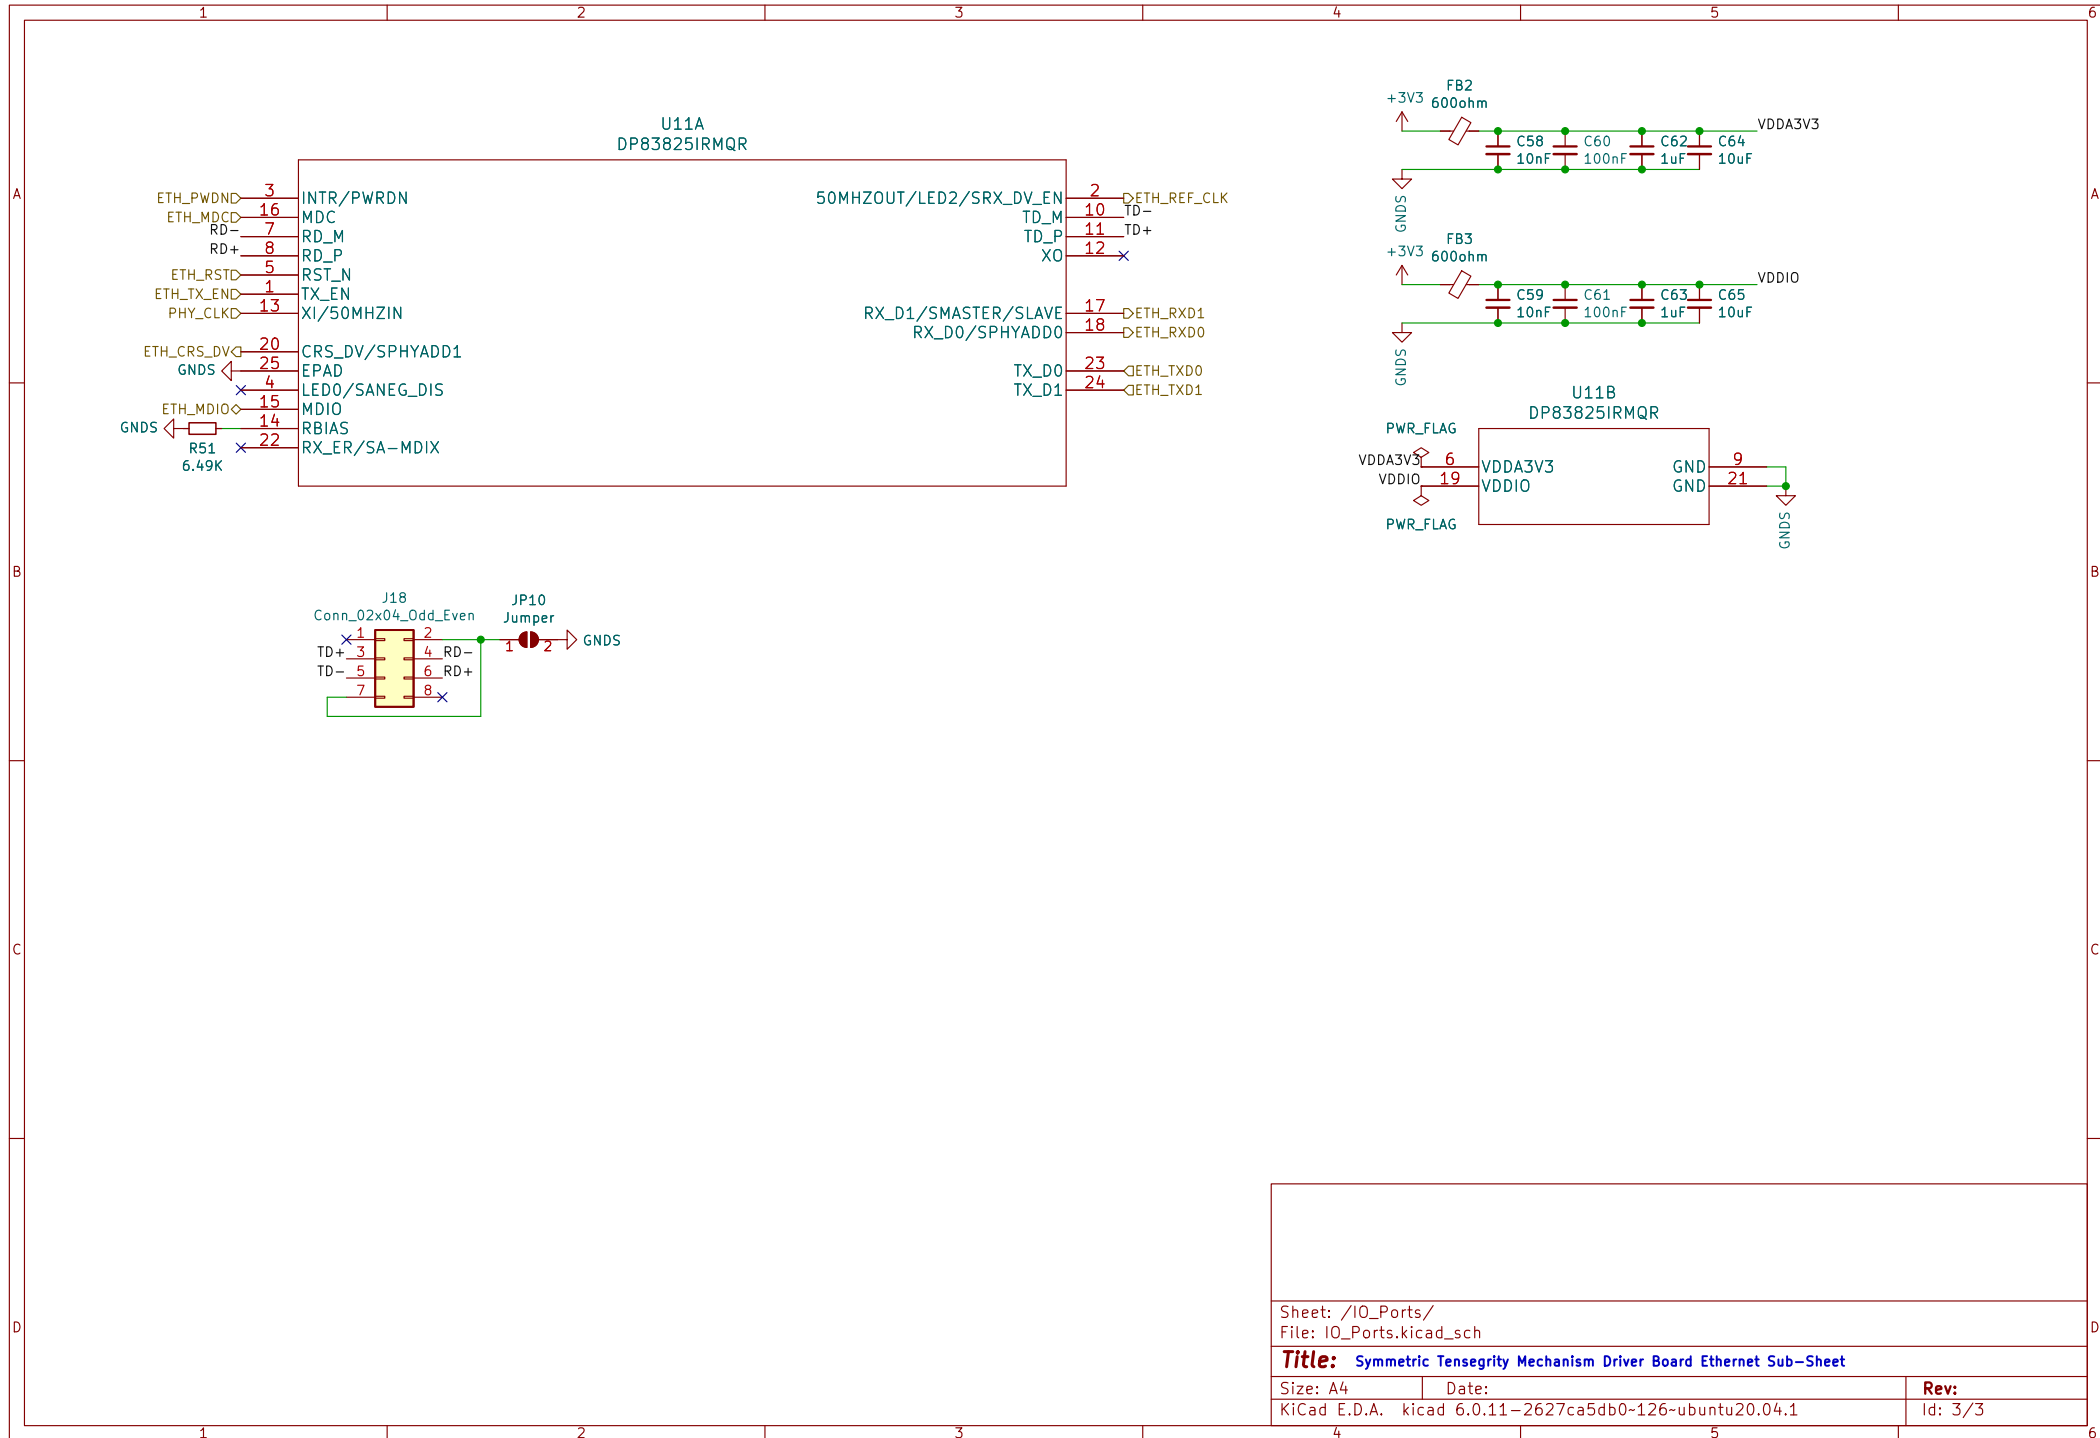 1 2 3 4 5 6
A A
B B
C C
D D
U11A
DP83825IRMQR
ETH_PWDN 3 INTR/PWRDN
ETH_MDC 16 MDC
RD- 7 RD_M
RD+ 8 RD_P
ETH_RST 5 RST_N
ETH_TX_EN 1 TX_EN
PHY_CLK 13 XI/50MHZIN
ETH_CRS_DV 20 CRS_DV/SPHYADD1
GNDS 25 EPAD
4 LED0/SANEG_DIS
ETH_MDIO 15 MDIO
GNDS 14 RBIAS
R51
6.49K
22 RX_ER/SA-MDIX
50MHZOUT/LED2/SRX_DV_EN 2 ETH_REF_CLK
TD_M 10 TD-
TD_P 11 TD+
XO 12
RX_D1/SMASTER/SLAVE 17 ETH_RXD1
RX_D0/SPHYADD0 18 ETH_RXD0
TX_D0 23 ETH_TXD0
TX_D1 24 ETH_TXD1
+3V3
FB2
600ohm
VDDA3V3
C58
10nF
C60
100nF
C62
1uF
C64
10uF
GNDS
+3V3
FB3
600ohm
VDDIO
C59
10nF
C61
100nF
C63
1uF
C65
10uF
GNDS
U11B
DP83825IRMQR
PWR_FLAG
VDDA3V3 6 VDDA3V3
VDDIO 19 VDDIO
PWR_FLAG
GND 9
GND 21
GNDS
J18
Conn_02x04_Odd_Even
1 2
TD+ 3 4 RD-
TD- 5 6 RD+
7 8
JP10
Jumper
1 2
GNDS
Sheet: /IO_Ports/
File: IO_Ports.kicad_sch
Title: Symmetric Tensegrity Mechanism Driver Board Ethernet Sub-Sheet
Size: A4 Date: Rev:
KiCad E.D.A. kicad 6.0.11-2627ca5db0~126~ubuntu20.04.1 Id: 3/3
1 2 3 4 5 6